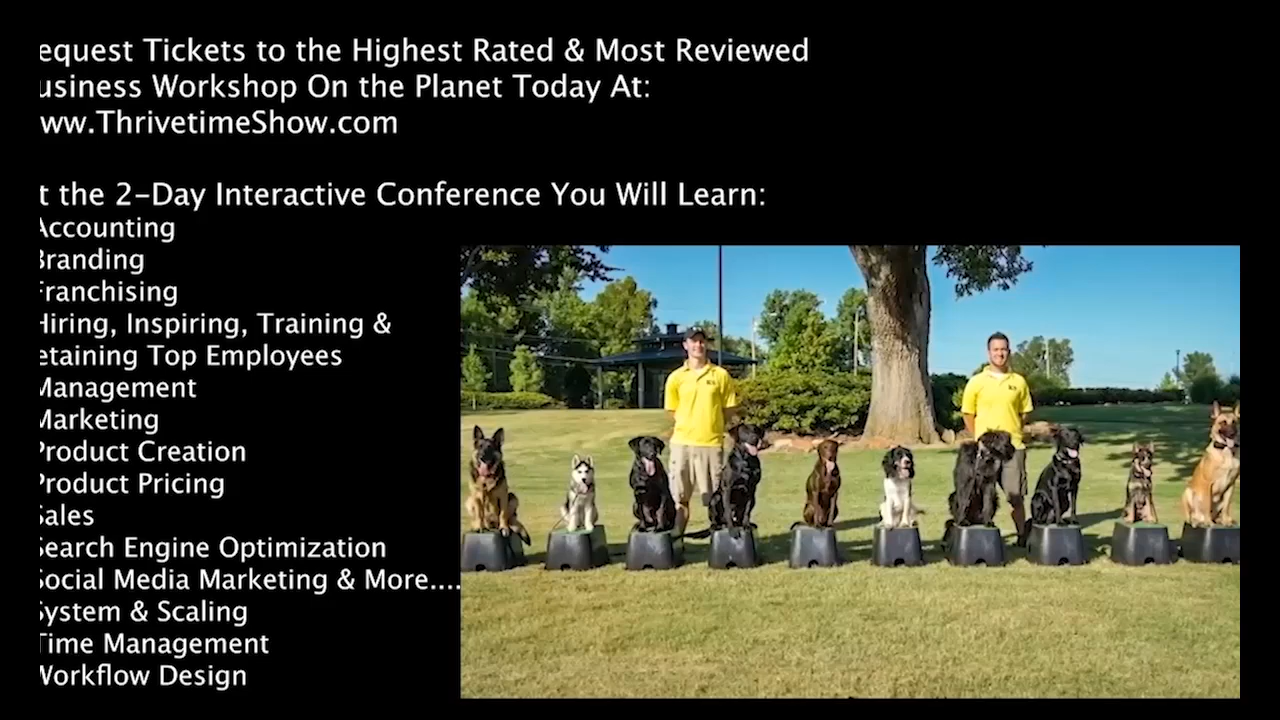 equest Tickets to the Highest Rated & Most Reviewed
usiness Workshop On the Planet Today At:
ww.ThrivetimeShow.com
t the 2-Day Interactive Conference You Will Learn:
Accounting
Branding
Franchising
Hiring, Inspiring, Training &
etaining Top Employees
Management
Marketing
Product Creation
Product Pricing
Sales
Search Engine Optimization
Social Media Marketing & More....
System & Scaling
Time Management
Workflow Design